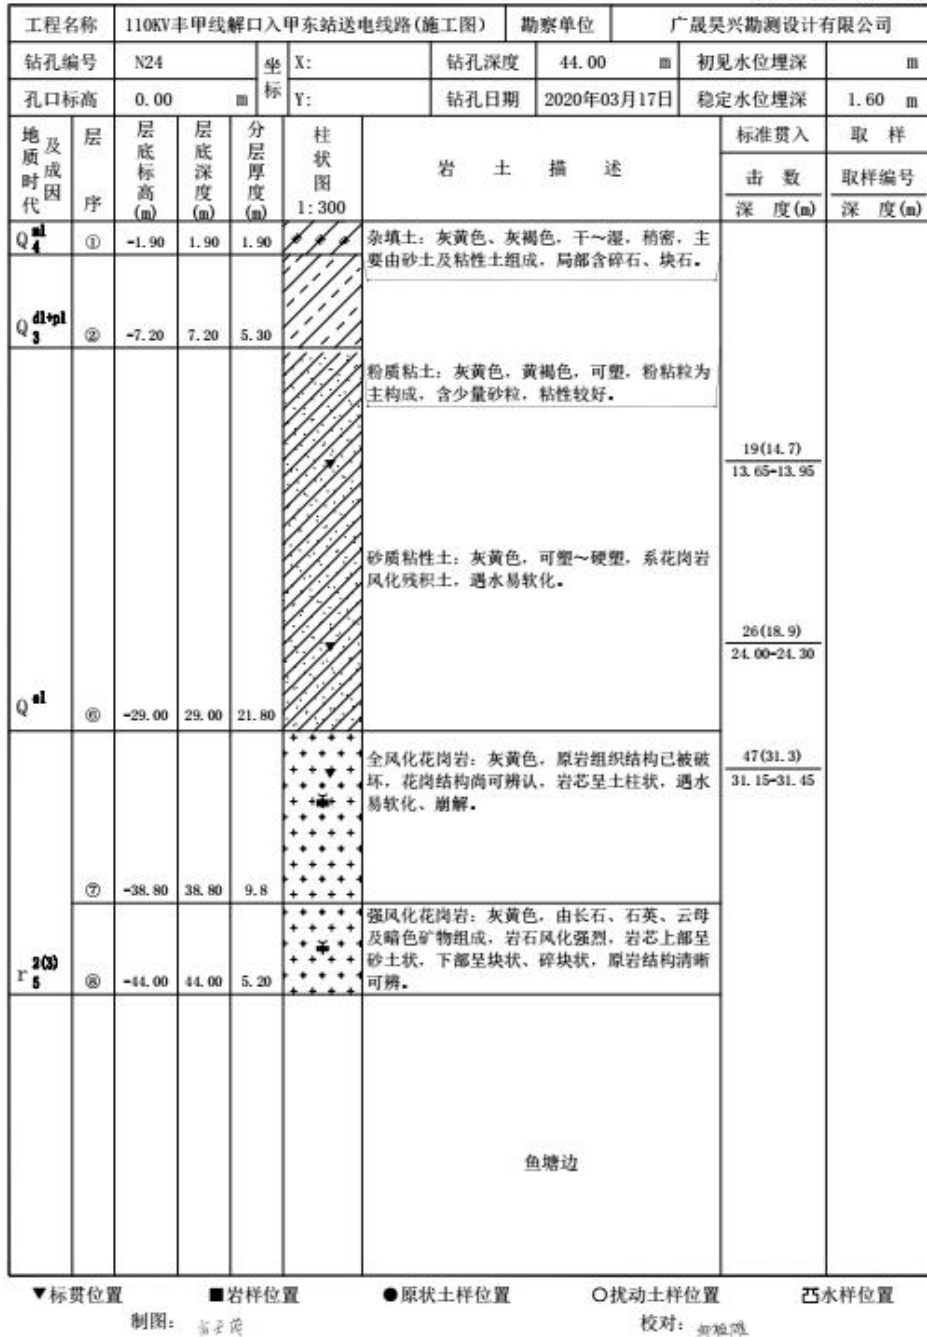 工程名称 110KV丰甲线解口入甲东站送电线路(施工图) 勘察单位 广晟昊兴勘测设计有限公司
钻孔编号 N24 坐标 X: 钻孔深度 44.00 m 初见水位埋深 m
孔口标高 0.00 m Y: 钻孔日期 2020年03月17日 稳定水位埋深 1.60 m
地质时代及成因 层序 层底标高(m) 层底深度(m) 分层厚度(m) 柱状图 1:300 岩 土 描 述 标准贯入 取 样
击 数 取样编号
深 度(m) 深 度(m)
Q ml 4 ① -1.90 1.90 1.90 杂填土：灰黄色、灰褐色，干～湿，稍密，主
要由砂土及粘性土组成，局部含碎石、块石。
Q dl+pl 3 ② -7.20 7.20 5.30
粉质粘土：灰黄色，黄褐色，可塑，粉粘粒为
主构成，含少量砂粒，粘性较好。
19(14.7)
13.65-13.95
砂质粘性土：灰黄色，可塑～硬塑，系花岗岩
风化残积土，遇水易软化。
26(18.9)
24.00-24.30
Q el ⑥ -29.00 29.00 21.80
全风化花岗岩：灰黄色，原岩组织结构已被破 47(31.3)
坏，花岗结构尚可辨认，岩芯呈土柱状，遇水 31.15-31.45
易软化、崩解。
⑦ -38.80 38.80 9.8
强风化花岗岩：灰黄色，由长石、石英、云母
及暗色矿物组成，岩石风化强烈，岩芯上部呈
砂土状，下部呈块状、碎块状，原岩结构清晰
r 2(3) 5 ⑧ -44.00 44.00 5.20 可辨。
鱼塘边
▼标贯位置 ■岩样位置 ●原状土样位置 ○扰动土样位置 凸水样位置
制图： 校对：